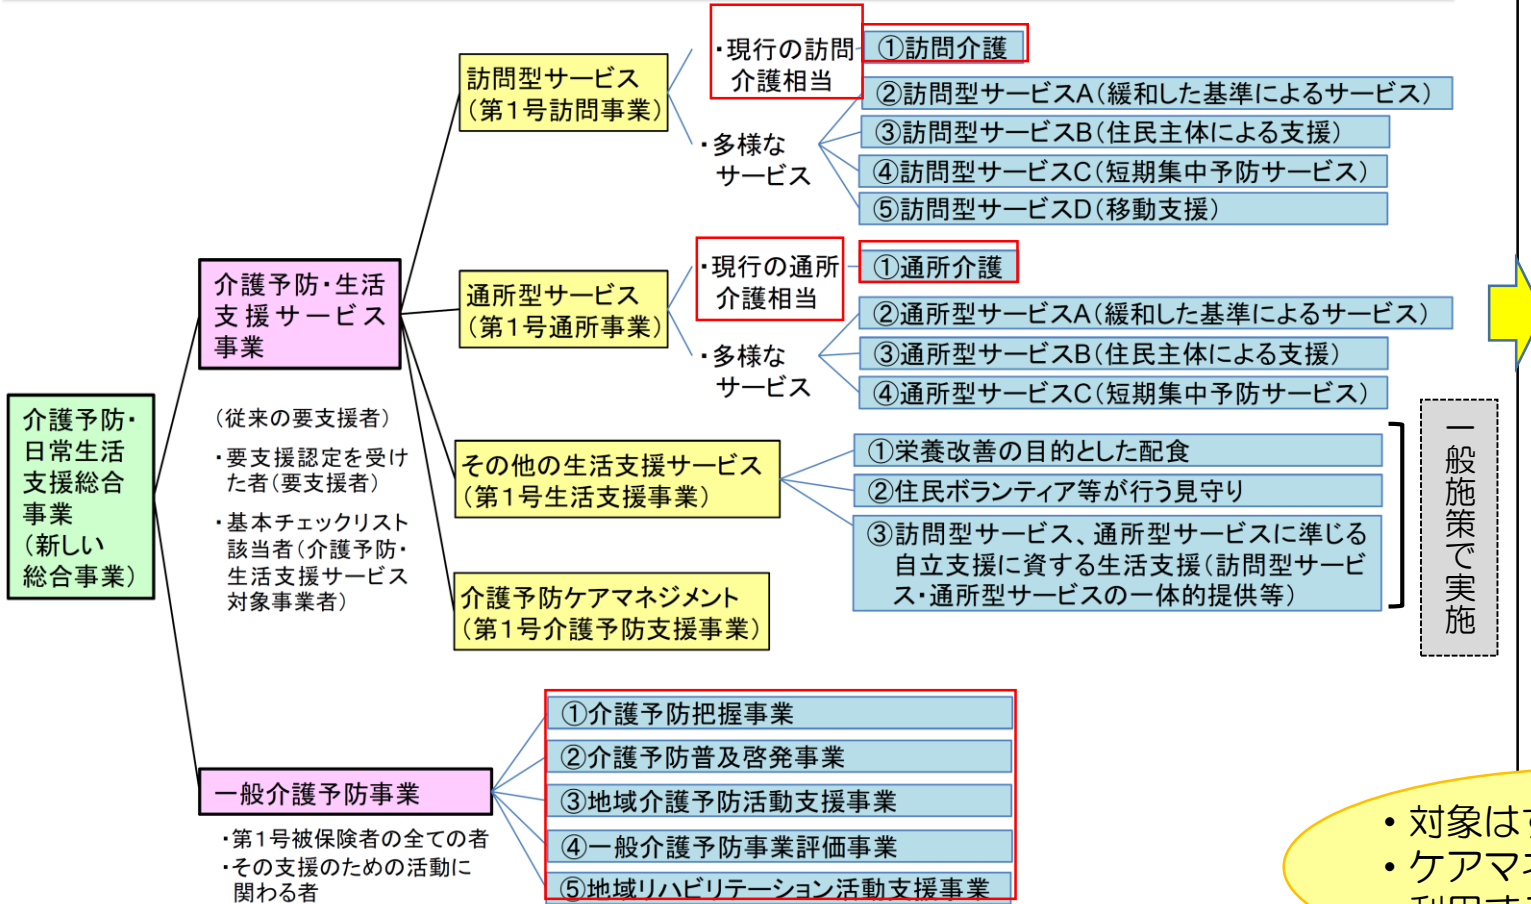 ・現行の訪問
介護相当
①訪問介護
訪問型サービス
(第1号訪問事業)
②訪問型サービスA(緩和した基準によるサービス)
③訪問型サービスB(住民主体による支援)
・多様な
サービス
④訪問型サービスC(短期集中予防サービス)
⑤訪問型サービスD(移動支援)
・現行の通所
介護相当
①通所介護
介護予防・生活
支援サービス
事業
通所型サービス
(第1号通所事業)
②通所型サービスA(緩和した基準によるサービス)
③通所型サービスB(住民主体による支援)
・多様な
サービス
④通所型サービスC(短期集中予防サービス)
介護予防・
日常生活
支援総合
事業
(新しい
総合事業)
(従来の要支援者)
・要支援認定を受け
た者(要支援者)
・基本チェックリスト
該当者(介護予防・
生活支援サービス
対象事業者)
その他の生活支援サービス
(第1号生活支援事業)
①栄養改善の目的とした配食
②住民ボランティア等が行う見守り
③訪問型サービス、通所型サービスに準じる
自立支援に資する生活支援(訪問型サービ
ス・通所型サービスの一体的提供等)
一般施策で実施
介護予防ケアマネジメント
(第1号介護予防支援事業)
一般介護予防事業
・第1号被保険者の全ての者
・その支援のための活動に
関わる者
①介護予防把握事業
②介護予防普及啓発事業
③地域介護予防活動支援事業
④一般介護予防事業評価事業
⑤地域リハビリテーション活動支援事業
・対象は
・ケアマ